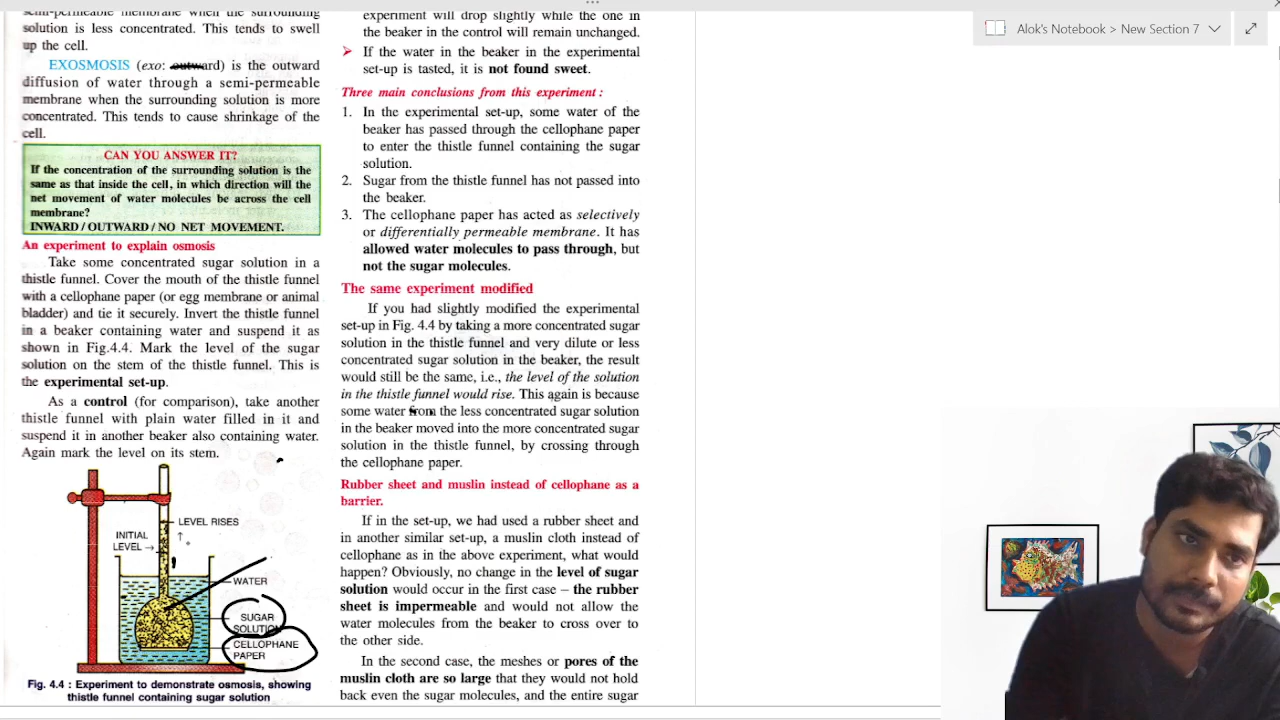 semi-permeable membrane when the surrounding
solution is less concentrated. This tends to swell
up the cell.
EXOSMOSIS (exo: outward) is the outward
diffusion of water through a semi-permeable
membrane when the surrounding solution is more
concentrated. This tends to cause shrinkage of the
cell.
CAN YOU ANSWER IT?
If the concentration of the surrounding solution is the
same as that inside the cell, in which direction will the
net movement of water molecules be across the cell
membrane?
INWARD / OUTWARD / NO NET MOVEMENT.
An experiment to explain osmosis
Take some concentrated sugar solution in a
thistle funnel. Cover the mouth of the thistle funnel
with a cellophane paper (or egg membrane or animal
bladder) and tie it securely. Invert the thistle funnel
in a beaker containing water and suspend it as
shown in Fig.4.4. Mark the level of the sugar
solution on the stem of the thistle funnel. This is
the experimental set-up.
As a control (for comparison), take another
thistle funnel with plain water filled in it and
suspend it in another beaker also containing water.
Again mark the level on its stem.
LEVEL RISES
INITIAL
LEVEL
WATER
SUGAR
SOLUTION
CELLOPHANE
PAPER
Fig. 4.4 : Experiment to demonstrate osmosis, showing
thistle funnel containing sugar solution
experiment will drop slightly while the one in
the beaker in the control will remain unchanged.
If the water in the beaker in the experimental
set-up is tasted, it is not found sweet.
Three main conclusions from this experiment :
1. In the experimental set-up, some water of the
beaker has passed through the cellophane paper
to enter the thistle funnel containing the sugar
solution.
2. Sugar from the thistle funnel has not passed into
the beaker.
3. The cellophane paper has acted as selectively
or differentially permeable membrane. It has
allowed water molecules to pass through, but
not the sugar molecules.
The same experiment modified
If you had slightly modified the experimental
set-up in Fig. 4.4 by taking a more concentrated sugar
solution in the thistle funnel and very dilute or less
concentrated sugar solution in the beaker, the result
would still be the same, i.e., the level of the solution
in the thistle funnel would rise. This again is because
some water from the less concentrated sugar solution
in the beaker moved into the more concentrated sugar
solution in the thistle funnel, by crossing through
the cellophane paper.
Rubber sheet and muslin instead of cellophane as a
barrier.
If in the set-up, we had used a rubber sheet and
in another similar set-up, a muslin cloth instead of
cellophane as in the above experiment, what would
happen? Obviously, no change in the level of sugar
solution would occur in the first case – the rubber
sheet is impermeable and would not allow the
water molecules from the beaker to cross over to
the other side.
In the second case, the meshes or pores of the
muslin cloth are so large that they would not hold
back even the sugar molecules, and the entire sugar
Alok's Notebook > New Section 7